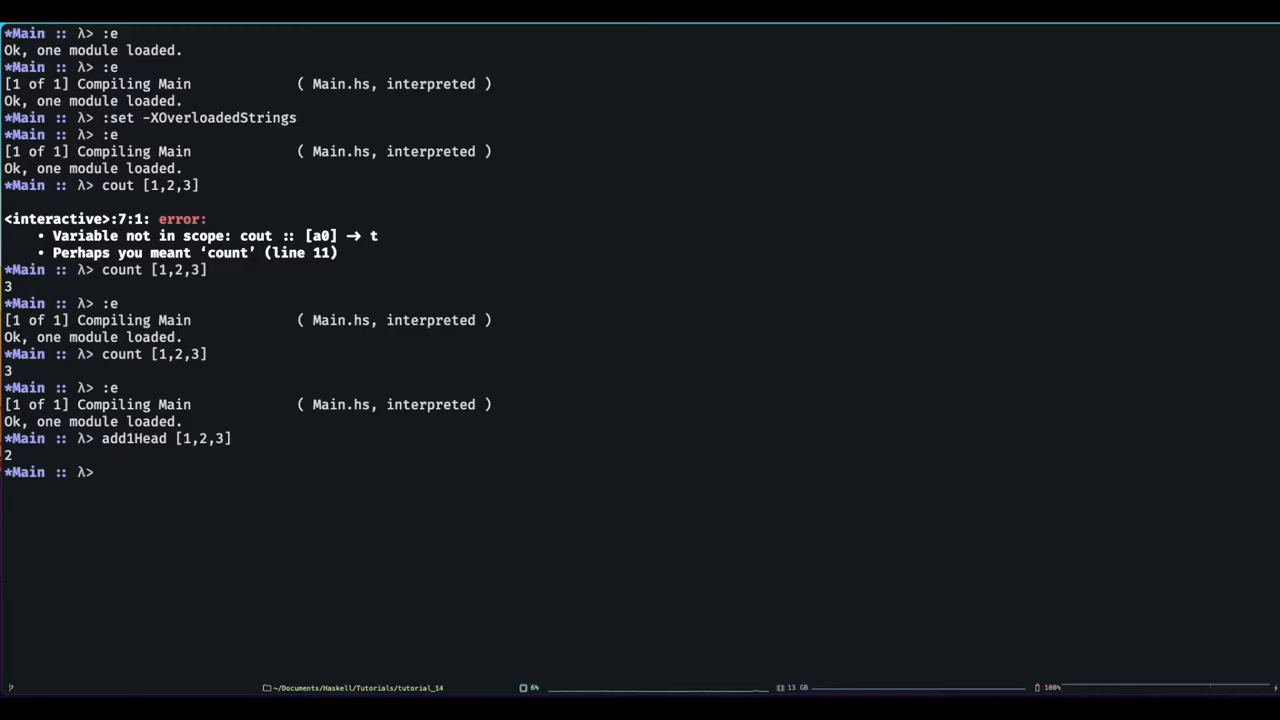 *Main :: λ> :e
Ok, one module loaded.
*Main :: λ> :e
[1 of 1] Compiling Main             ( Main.hs, interpreted )
Ok, one module loaded.
*Main :: λ> :set -XOverloadedStrings
*Main :: λ> :e
[1 of 1] Compiling Main             ( Main.hs, interpreted )
Ok, one module loaded.
*Main :: λ> cout [1,2,3]
<interactive>:7:1: error:
    • Variable not in scope: cout :: [a0] → t
    • Perhaps you meant ‘count’ (line 11)
*Main :: λ> count [1,2,3]
3
*Main :: λ> :e
[1 of 1] Compiling Main             ( Main.hs, interpreted )
Ok, one module loaded.
*Main :: λ> count [1,2,3]
3
*Main :: λ> :e
[1 of 1] Compiling Main             ( Main.hs, interpreted )
Ok, one module loaded.
*Main :: λ> add1Head [1,2,3]
2
*Main :: λ>
~/Documents/Haskell/Tutorials/tutorial_14 6% 13 GB 100%